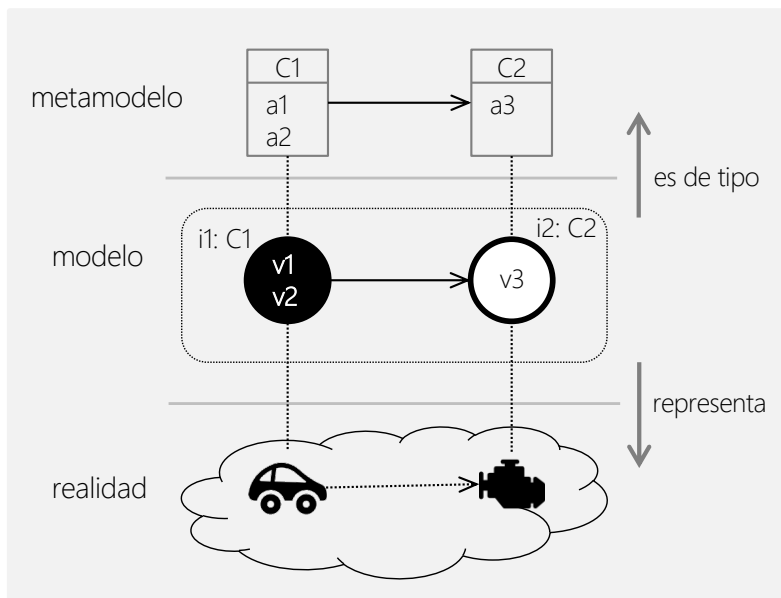 C1
C2
metamodelo
a1
a2
a3
es de tipo
modelo
i1: C1
i2: C2
v1
v2
v3
representa
realidad